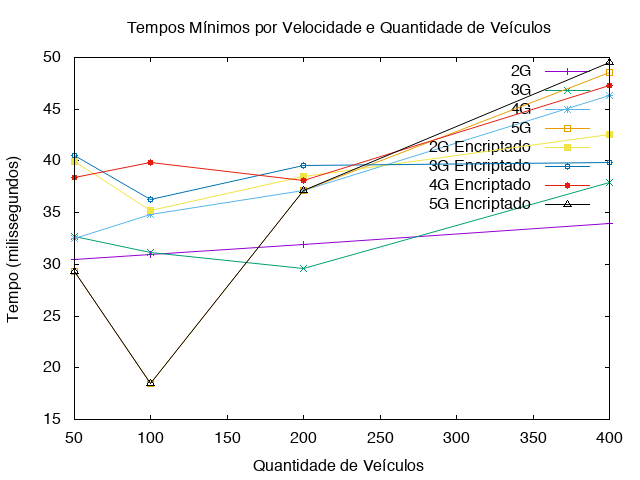 Tempos Mínimos por Velocidade e Quantidade de Veículos
50
45
40
35
30
25
20
15
Tempo (milissegundos)
2G
3G
4G
5G
2G Encriptado
3G Encriptado
4G Encriptado
5G Encriptado
50 100 150 200 250 300 350 400
Quantidade de Veículos